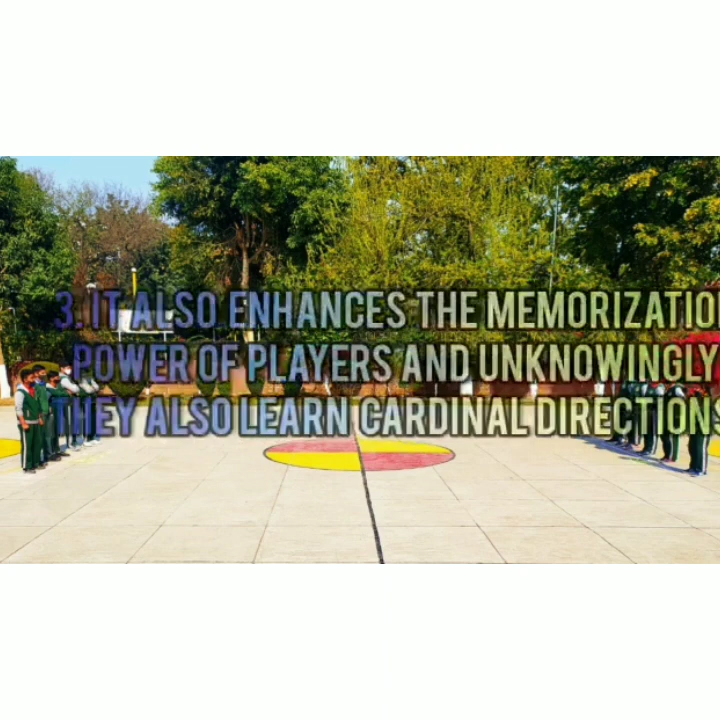 3. IT ALSO ENHANCES THE MEMORIZATIO
POWER OF PLAYERS AND UNKNOWINGLY
THEY ALSO LEARN CARDINAL DIRECTIONS